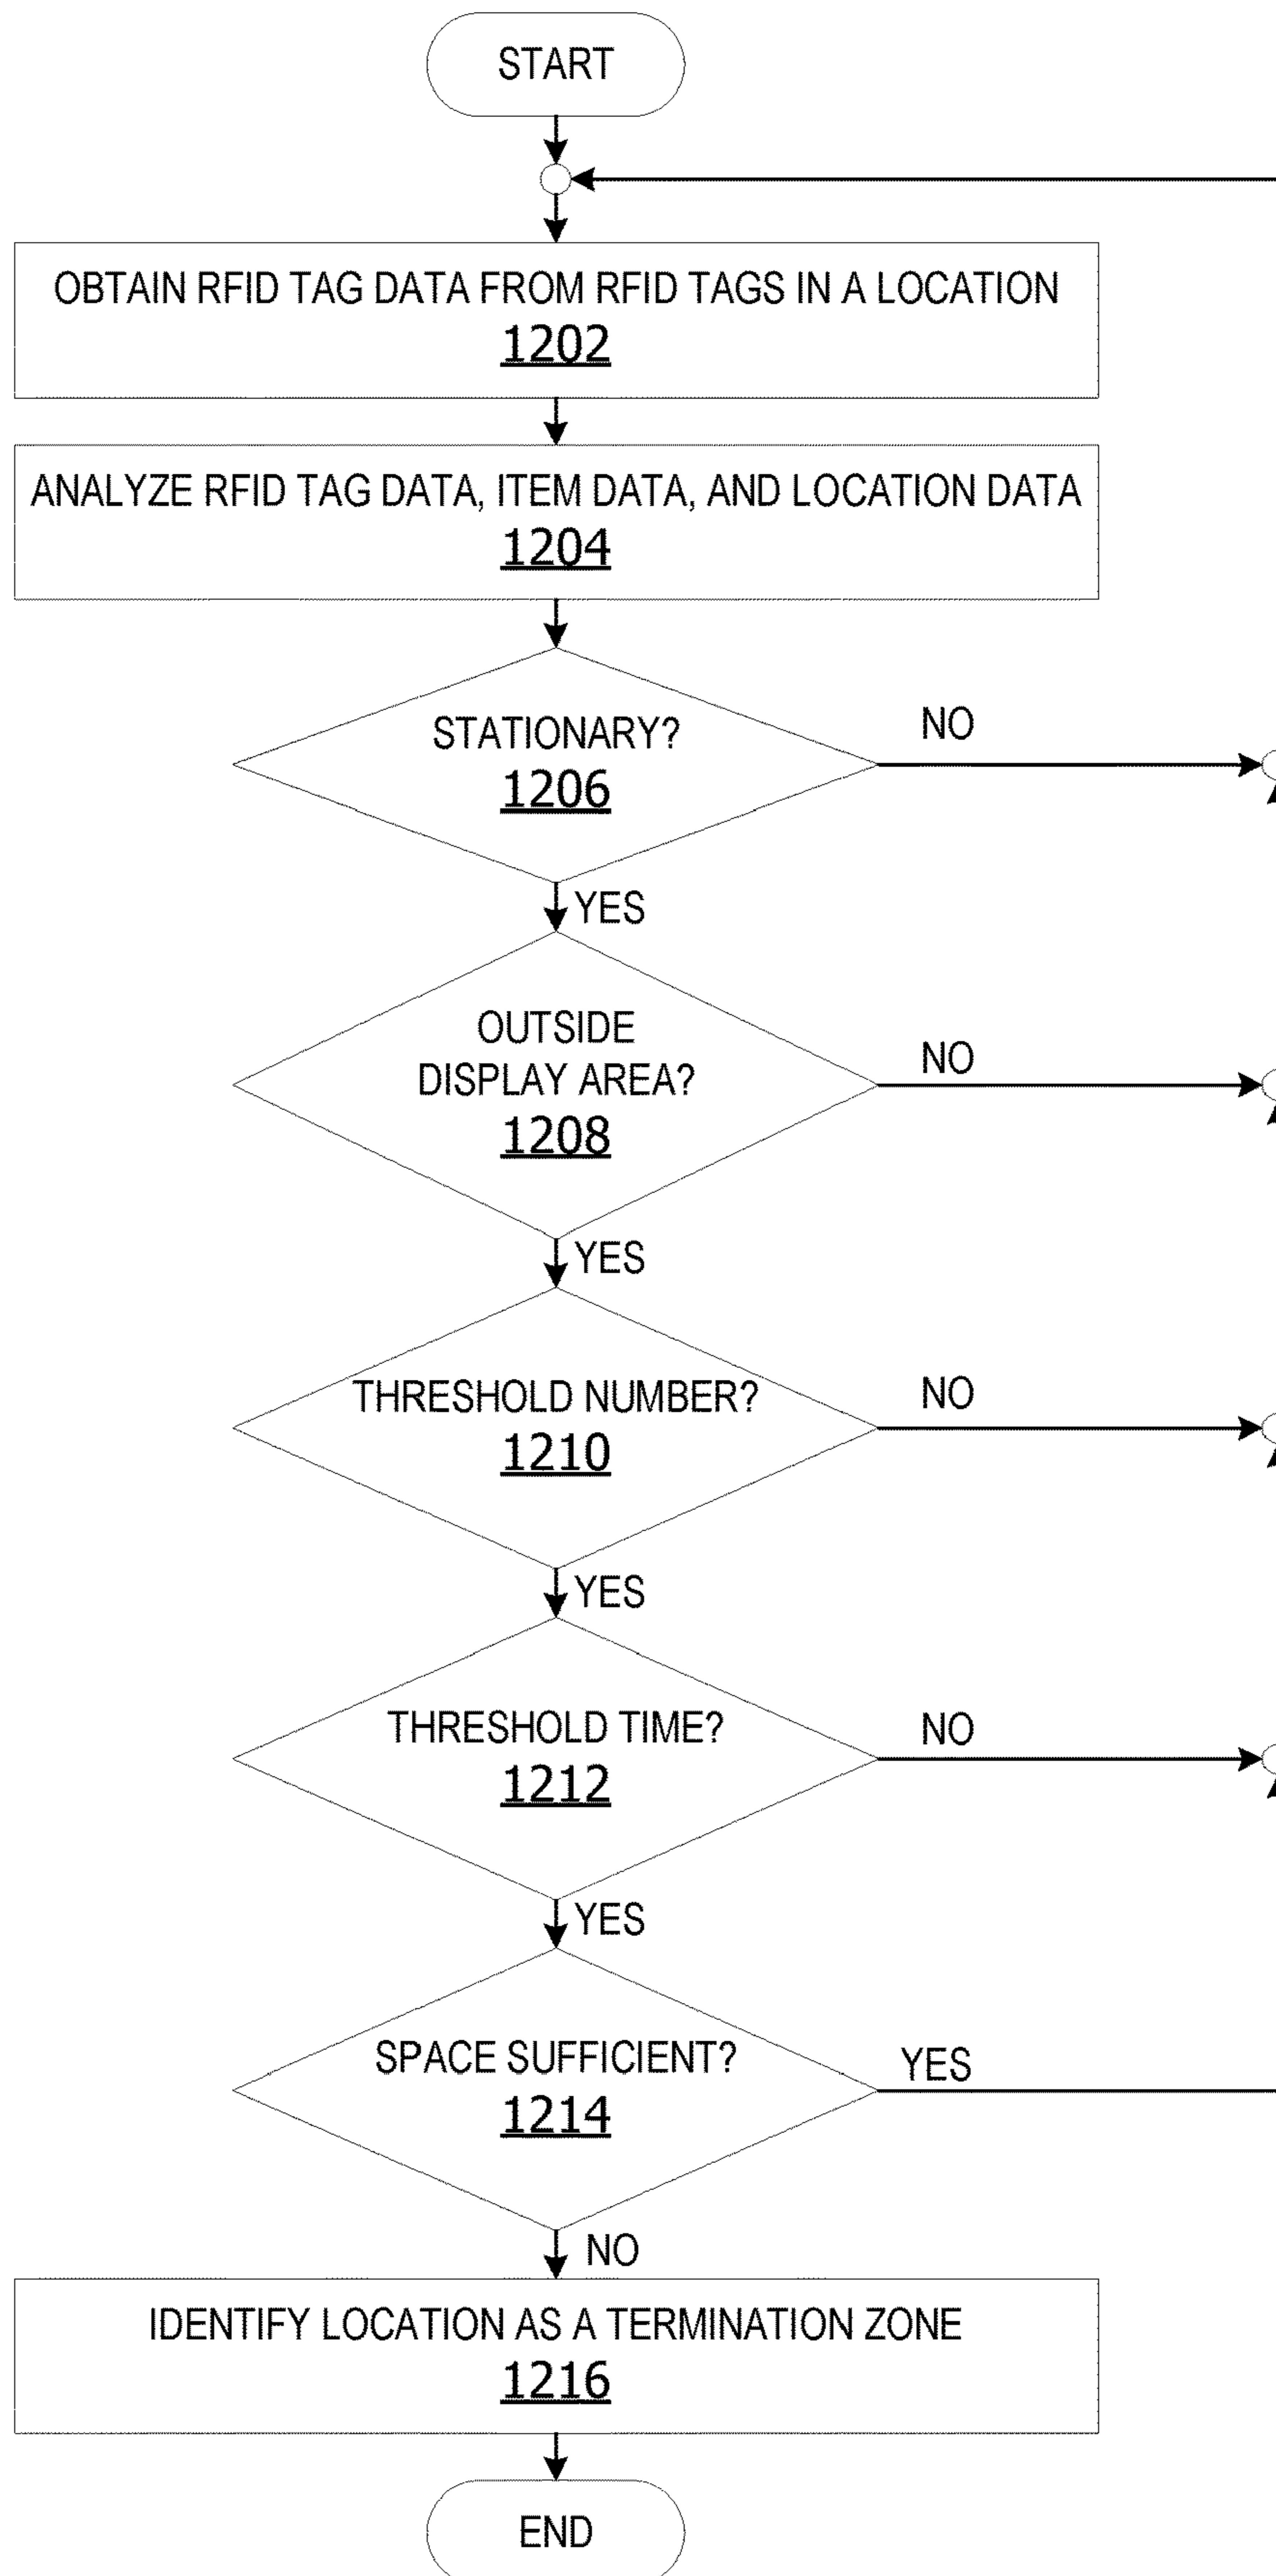 START
OBTAIN RFID TAG DATA FROM RFID TAGS IN A LOCATION
1202
ANALYZE RFID TAG DATA, ITEM DATA, AND LOCATION DATA
1204
STATIONARY?
1206
NO
YES
OUTSIDE
DISPLAY AREA?
1208
NO
YES
THRESHOLD NUMBER?
1210
NO
YES
THRESHOLD TIME?
1212
NO
YES
SPACE SUFFICIENT?
1214
YES
NO
IDENTIFY LOCATION AS A TERMINATION ZONE
1216
END